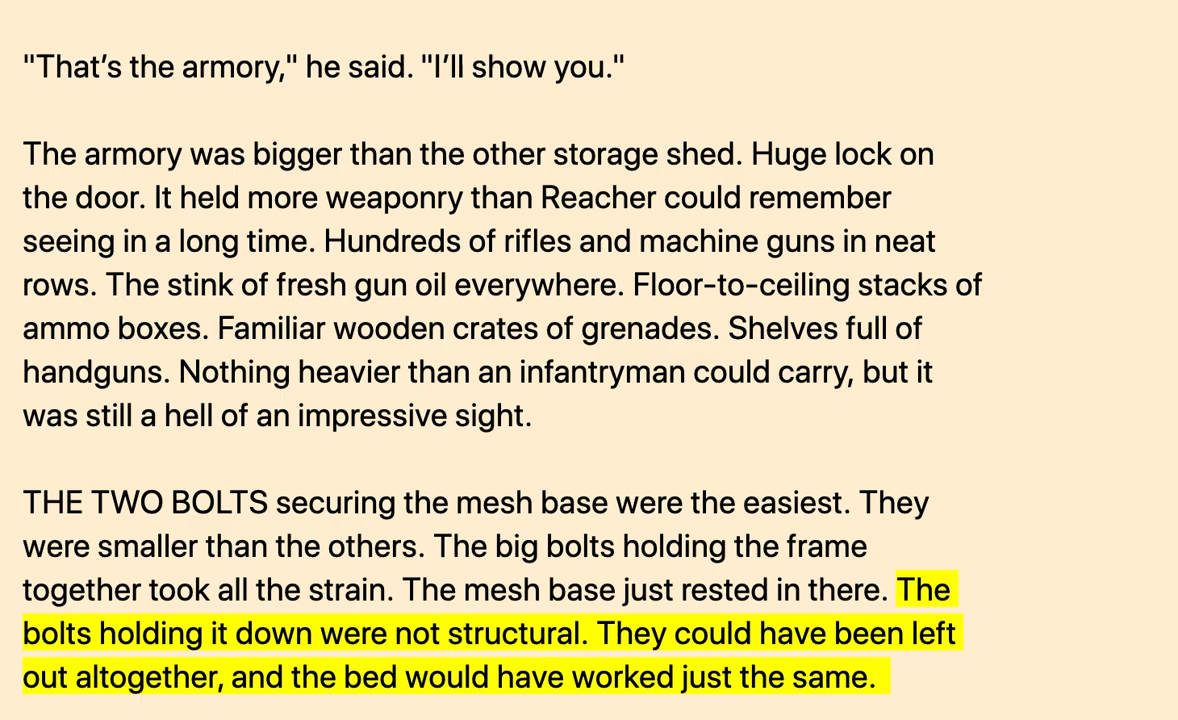 "That’s the armory," he said. "I’ll show you."
The armory was bigger than the other storage shed. Huge lock on
the door. It held more weaponry than Reacher could remember
seeing in a long time. Hundreds of rifles and machine guns in neat
rows. The stink of fresh gun oil everywhere. Floor-to-ceiling stacks of
ammo boxes. Familiar wooden crates of grenades. Shelves full of
handguns. Nothing heavier than an infantryman could carry, but it
was still a hell of an impressive sight.
THE TWO BOLTS securing the mesh base were the easiest. They
were smaller than the others. The big bolts holding the frame
together took all the strain. The mesh base just rested in there. The
bolts holding it down were not structural. They could have been left
out altogether, and the bed would have worked just the same.